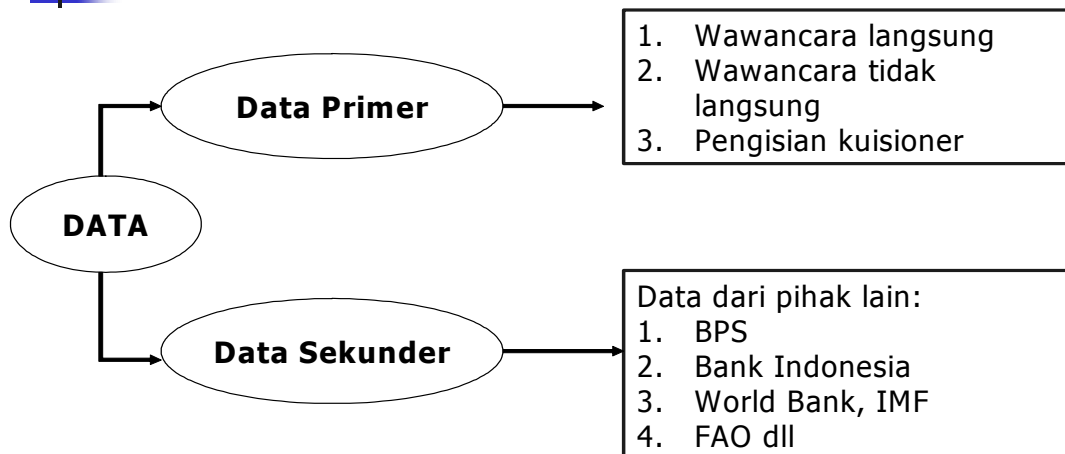 DATA
Data Primer
1. Wawancara langsung
2. Wawancara tidak
langsung
3. Pengisian kuisioner
Data Sekunder
Data dari pihak lain:
1. BPS
2. Bank Indonesia
3. World Bank, IMF
4. FAO dll